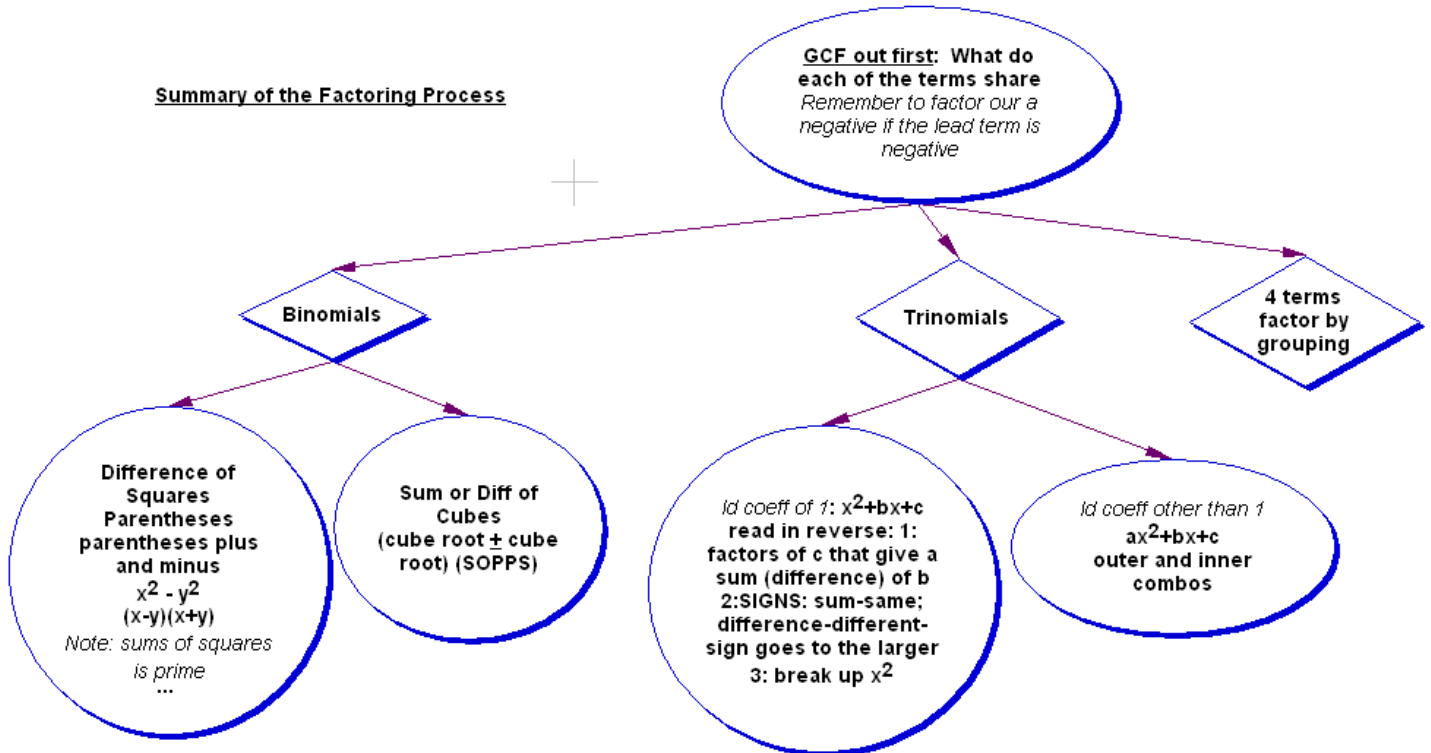 Summary of the Factoring Process
GCF out first: What do
each of the terms share
Remember to factor our a
negative if the lead term is
negative
Binomials
Trinomials
4 terms
factor by
grouping
Difference of
Squares
Parentheses
parentheses plus
and minus
x² - y²
(x-y)(x+y)
Note: sums of squares
is prime
...
Sum or Diff of
Cubes
(cube root ± cube
root) (SOPPS)
ld coeff of 1: x²+bx+c
read in reverse: 1:
factors of c that give a
sum (difference) of b
2:SIGNS: sum-same;
difference-different-
sign goes to the larger
3: break up x²
ld coeff other than 1
ax²+bx+c
outer and inner
combos